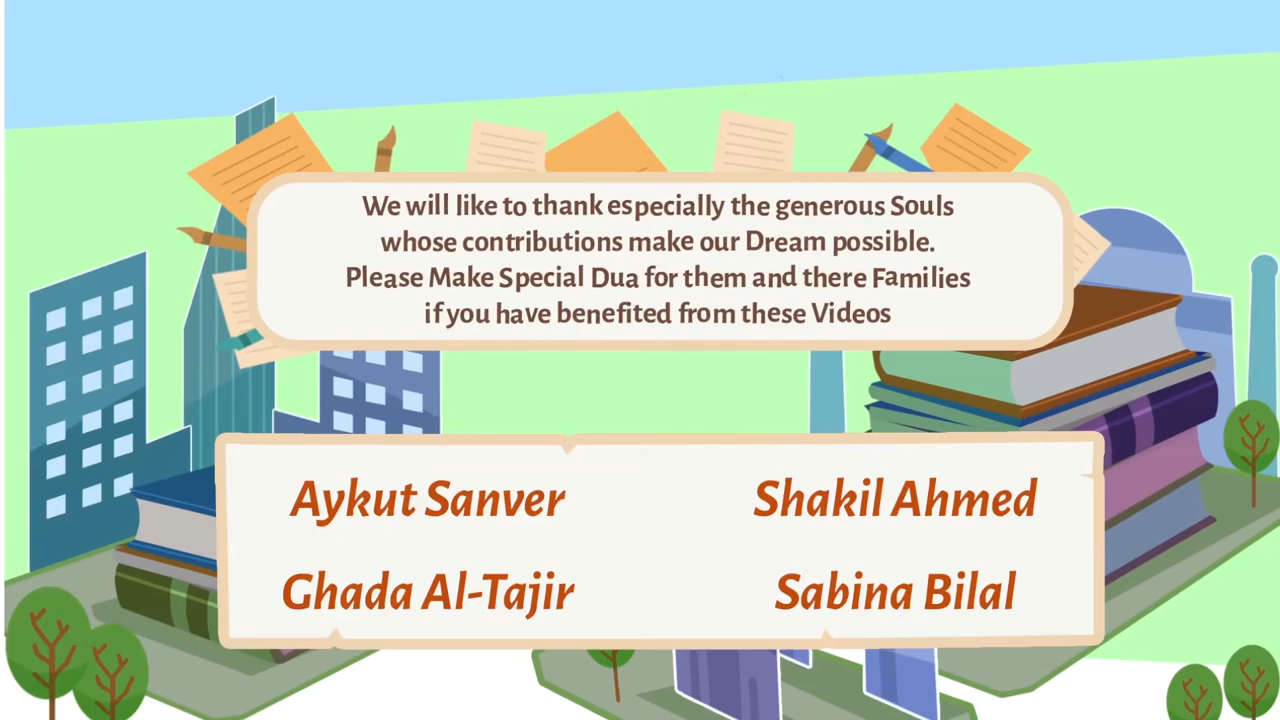 We will like to thank especially the generous Souls
whose contributions make our Dream possible.
Please Make Special Dua for them and there Families
if you have benefited from these Videos
Aykut Sanver
Shakil Ahmed
Ghada Al-Tajir
Sabina Bilal